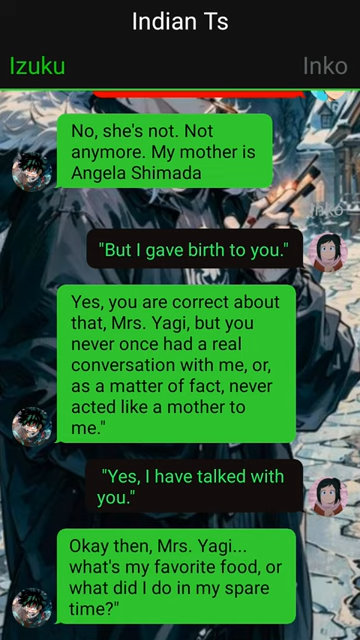 Indian Ts
Izuku
Inko
No, she's not. Not
anymore. My mother is
Angela Shimada
Inko
"But I gave birth to you."
Yes, you are correct about
that, Mrs. Yagi, but you
never once had a real
conversation with me, or,
as a matter of fact, never
acted like a mother to
me."
"Yes, I have talked with
you."
Okay then, Mrs. Yagi...
what's my favorite food, or
what did I do in my spare
time?"